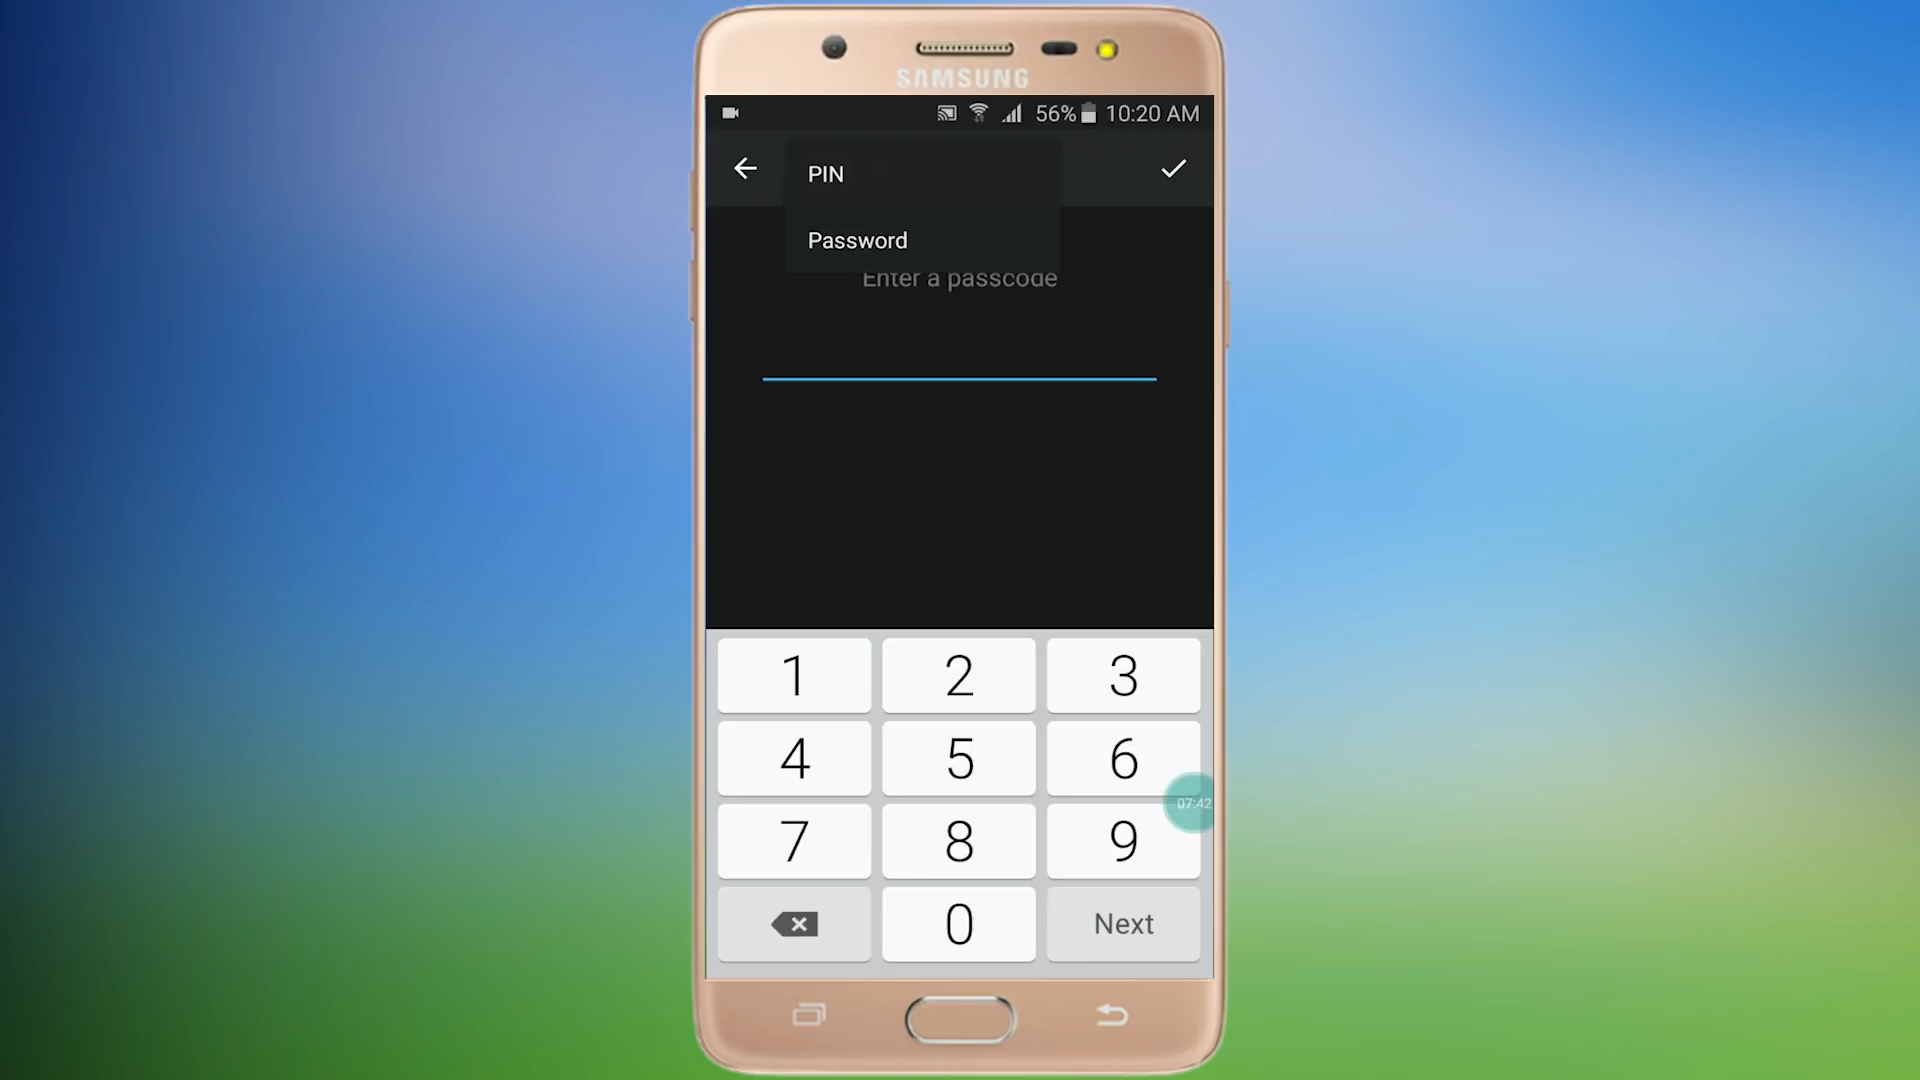 SAMSUNG
56% 10:20 AM
PIN
Password
Enter a passcode
1 2 3
4 5 6
07:42
7 8 9
0 Next